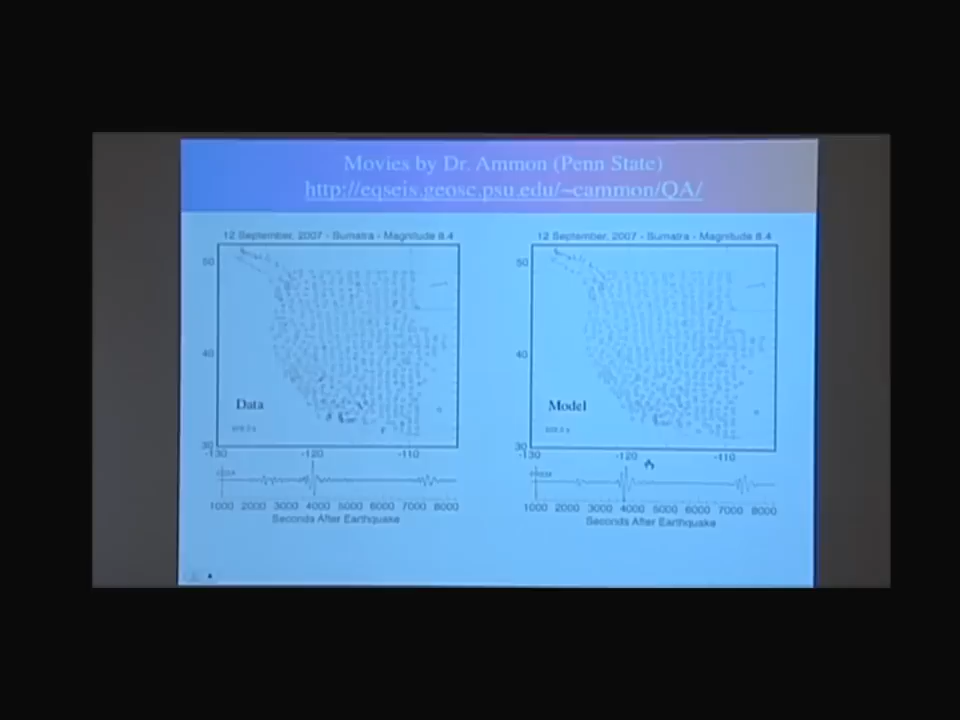 Movies by Dr. Ammon (Penn State)
http://eqseis.geosc.psu.edu/~cammon/QA/
12 September, 2007 - Sumatra - Magnitude 8.4
50
40
30
Data
-130 -120 -110
1000 2000 3000 4000 5000 6000 7000 8000
Seconds After Earthquake
12 September, 2007 - Sumatra - Magnitude 8.4
50
40
30
Model
-130 -120 -110
1000 2000 3000 4000 5000 6000 7000 8000
Seconds After Earthquake